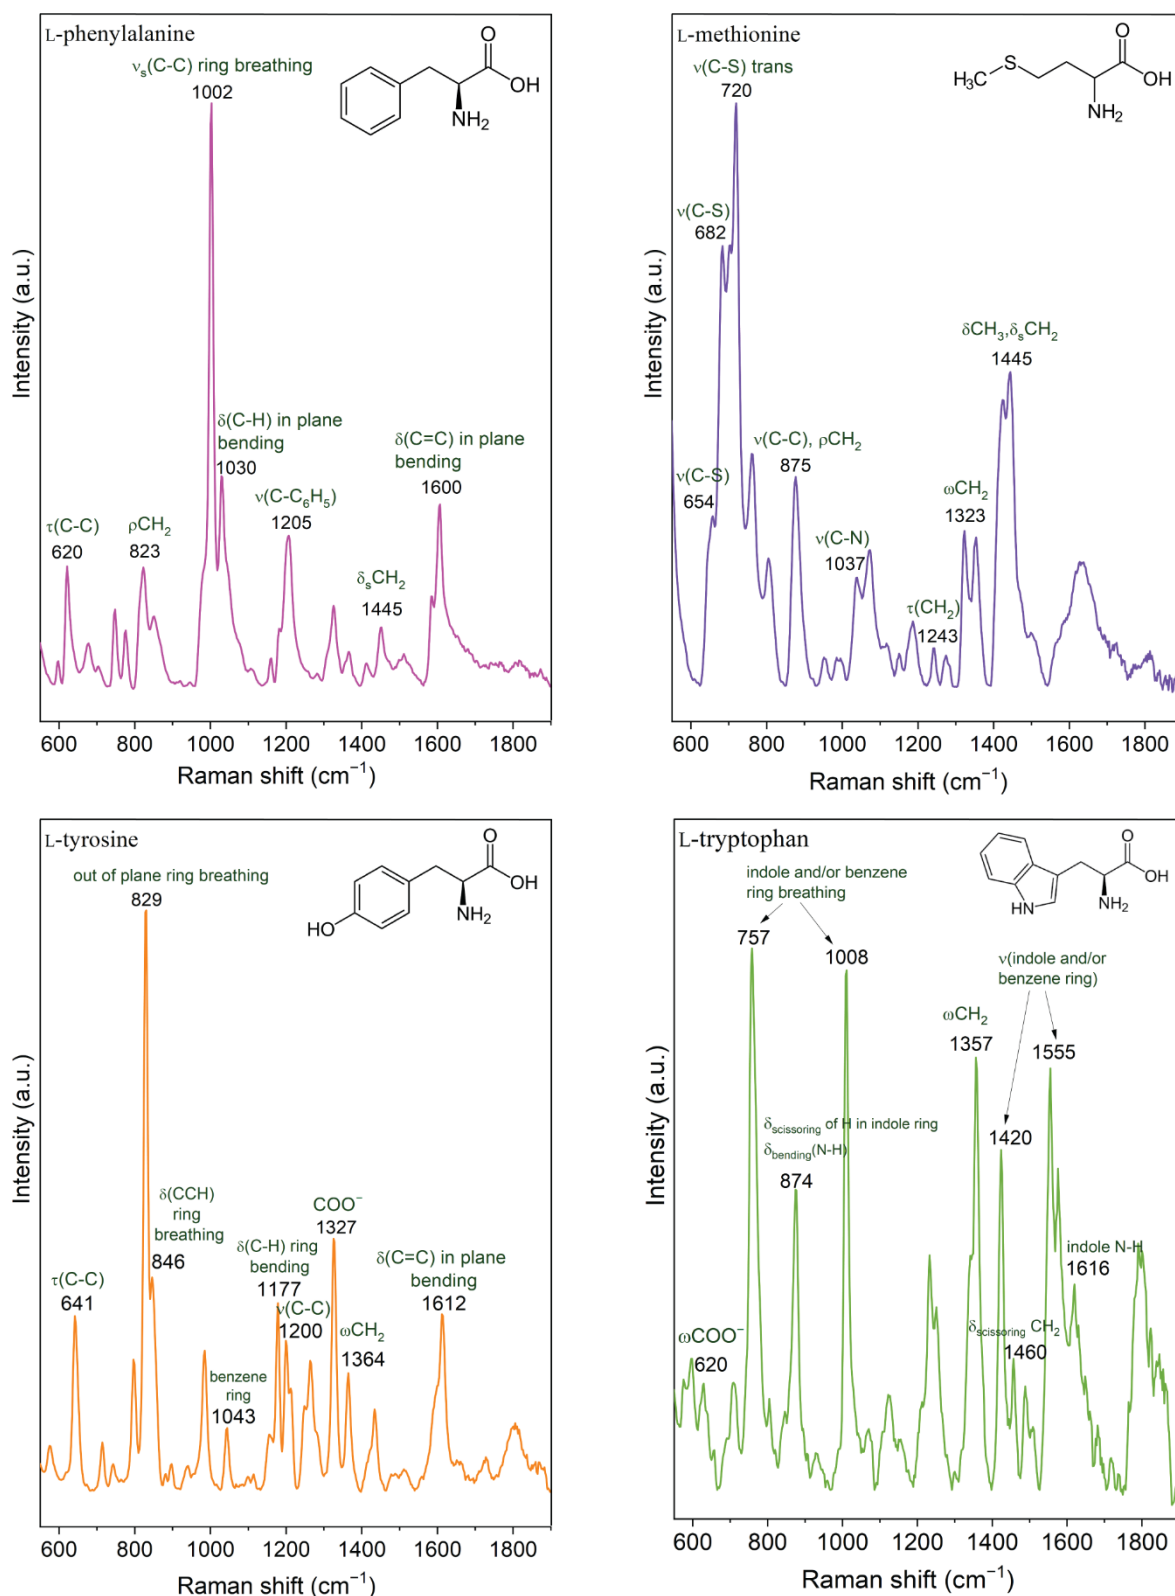 L-phenylalanine
νs(C-C) ring breathing
1002
O
OH
NH2
δ(C-H) in plane
bending
1030
δ(C=C) in plane
bending
1600
ν(C-C6H5)
1205
τ(C-C)
620
ρCH2
823
δsCH2
1445
Intensity (a.u.)
600 800 1000 1200 1400 1600 1800
Raman shift (cm−1)
L-methionine
ν(C-S) trans
720
O
S
H3C
OH
NH2
ν(C-S)
682
δCH3,δsCH2
1445
ν(C-S)
654
ν(C-C), ρCH2
875
ωCH2
1323
ν(C-N)
1037
τ(CH2)
1243
Intensity (a.u.)
600 800 1000 1200 1400 1600 1800
Raman shift (cm−1)
L-tyrosine
out of plane ring breathing
829
O
OH
NH2
HO
δ(CCH)
ring
breathing
846
COO−
1327
δ(C-H) ring
bending
1177
δ(C=C) in plane
bending
1612
τ(C-C)
641
ν(C-C)
1200
ωCH2
1364
benzene
ring
1043
Intensity (a.u.)
600 800 1000 1200 1400 1600 1800
Raman shift (cm−1)
L-tryptophan
O
OH
NH2
NH
indole and/or benzene
ring breathing
757
1008
ν(indole and/or
benzene ring)
ωCH2
1357
1555
1420
δscissoring of H in indole ring
δbending(N-H)
874
indole N-H
1616
δscissoring CH2
1460
ωCOO−
620
Intensity (a.u.)
600 800 1000 1200 1400 1600 1800
Raman shift (cm−1)